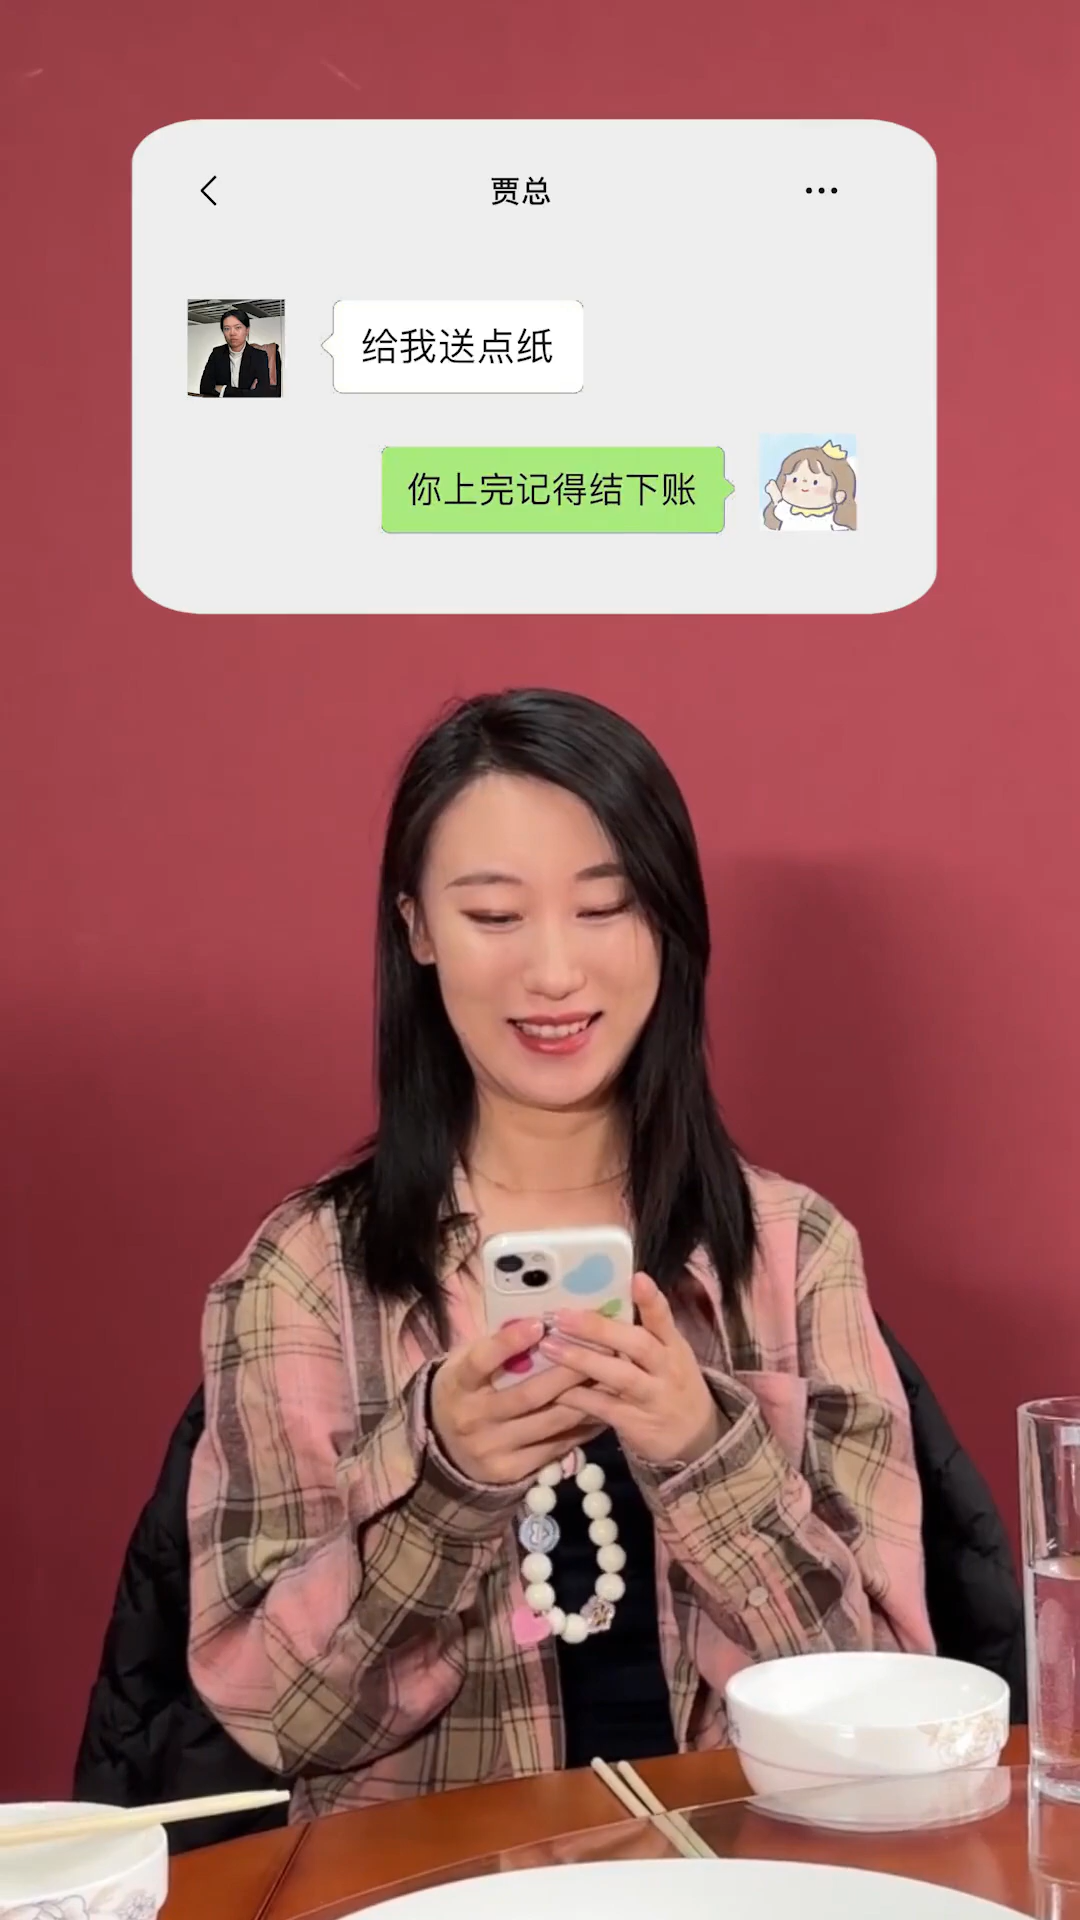 贾总
给我送点纸
你上完记得结下账